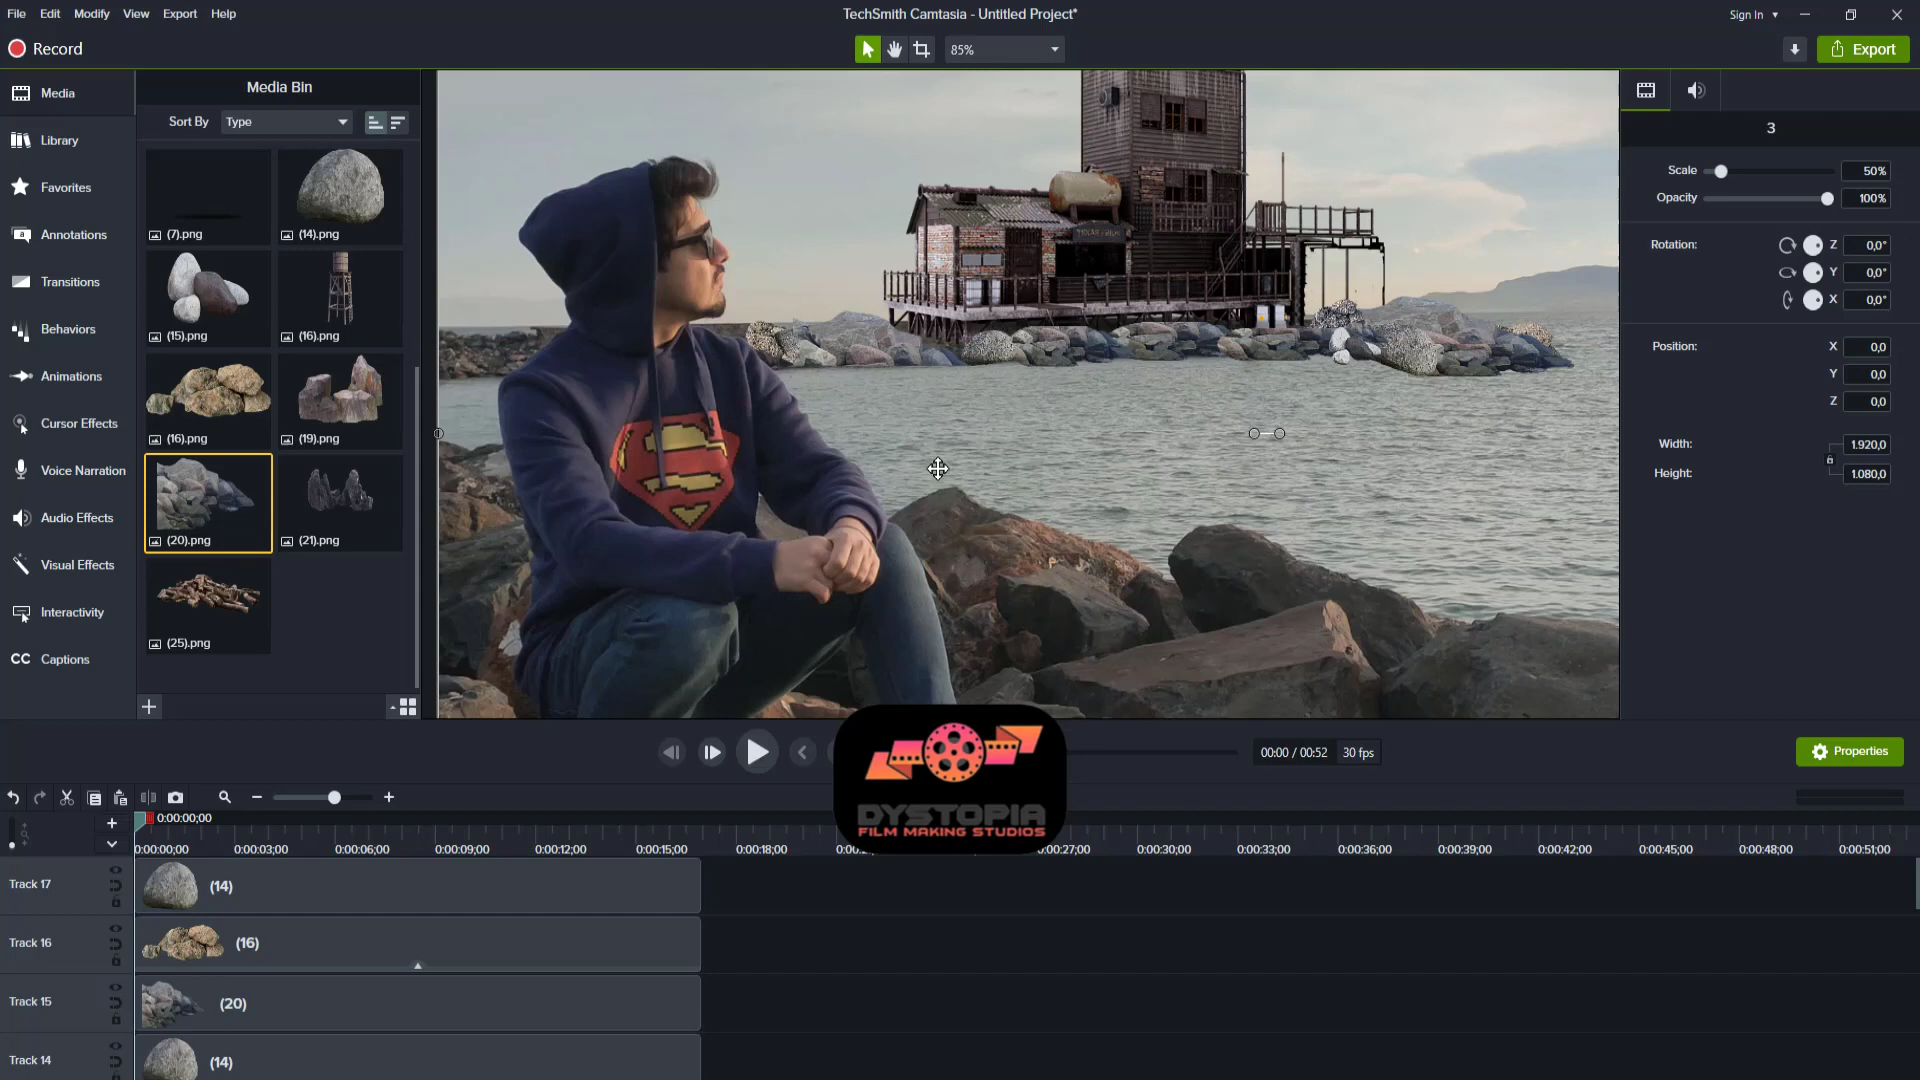 File Edit Modify View Export Help
TechSmith Camtasia - Untitled Project*
Sign In
Record
85%
Export
Media
Library
Favorites
Annotations
Transitions
Behaviors
Animations
Cursor Effects
Voice Narration
Audio Effects
Visual Effects
Interactivity
CC Captions
Media Bin
Sort By Type
(7).png
(14).png
(15).png
(16).png
(16).png
(19).png
(20).png
(21).png
(25).png
3
Scale 50%
Opacity 100%
Rotation: Z 0,0°
Y 0,0°
X 0,0°
Position: X 0,0
Y 0,0
Z 0,0
Width: 1.920,0
Height: 1.080,0
00:00 / 00:52 30 fps
Properties
DYSTOPIA
FILM MAKING STUDIOS
0:00:00;00
0:00:00;00 0:00:03;00 0:00:06;00 0:00:09;00 0:00:12;00 0:00:15;00 0:00:18;00 0:00:27;00 0:00:30;00 0:00:33;00 0:00:36;00 0:00:39;00 0:00:42;00 0:00:45;00 0:00:48;00 0:00:51;00
Track 17 (14)
Track 16 (16)
Track 15 (20)
Track 14 (14)